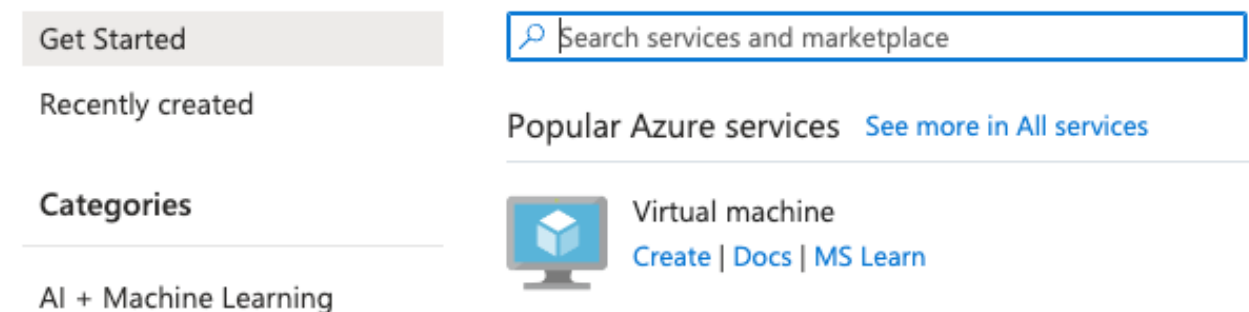 Get Started
Recently created
Categories
AI + Machine Learning
Search services and marketplace
Popular Azure services See more in All services
Virtual machine
Create | Docs | MS Learn